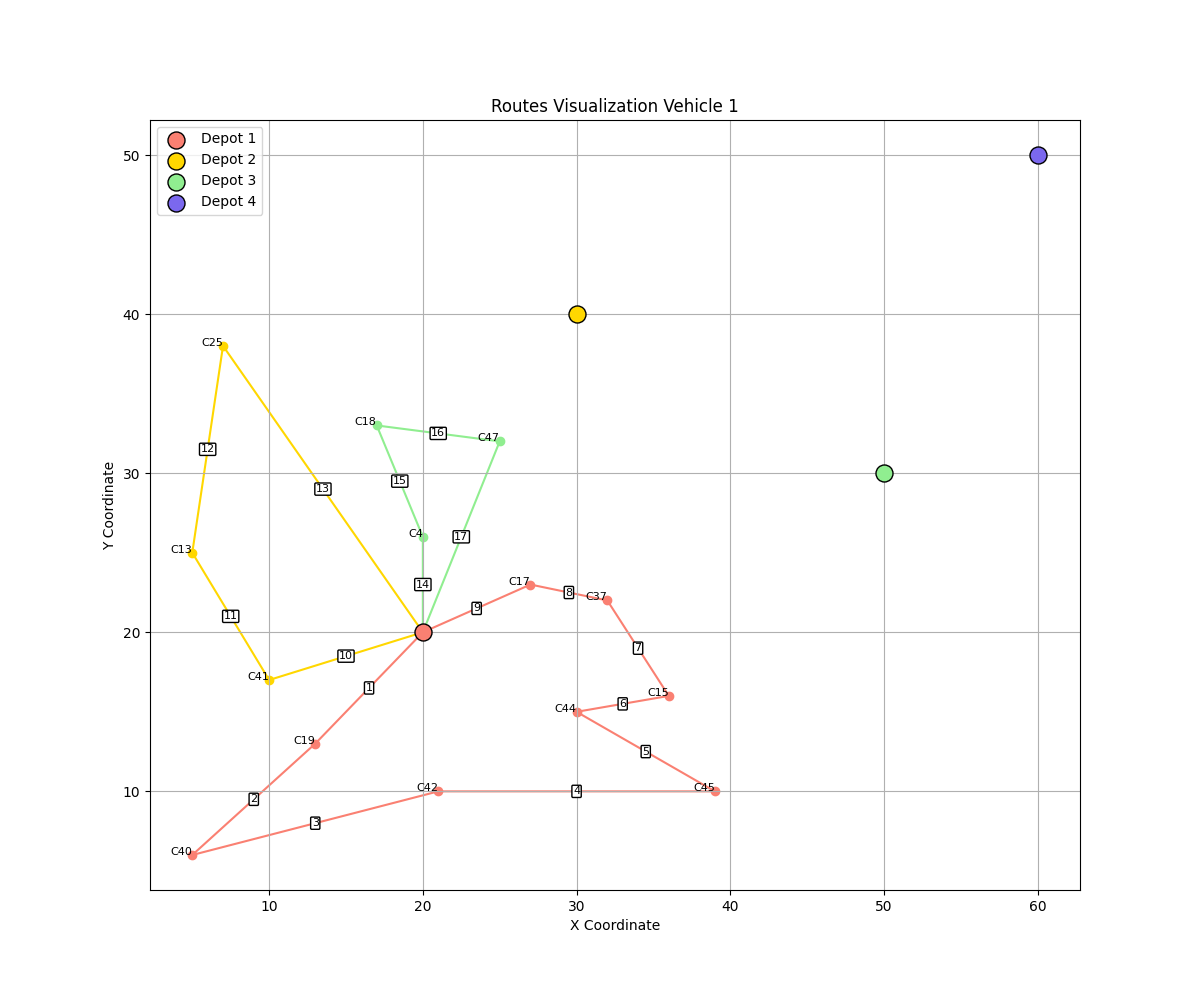 Routes Visualization Vehicle 1
Depot 1
Depot 2
Depot 3
Depot 4
50
40
30
20
10
Y Coordinate
C25
12
13
C13
11
C41
10
C18
16
C47
15
C4
17
14
C17
8
C37
9
7
1
C15
C44
6
C19
5
C42
4
C45
2
3
C40
10
20
30
40
50
60
X Coordinate